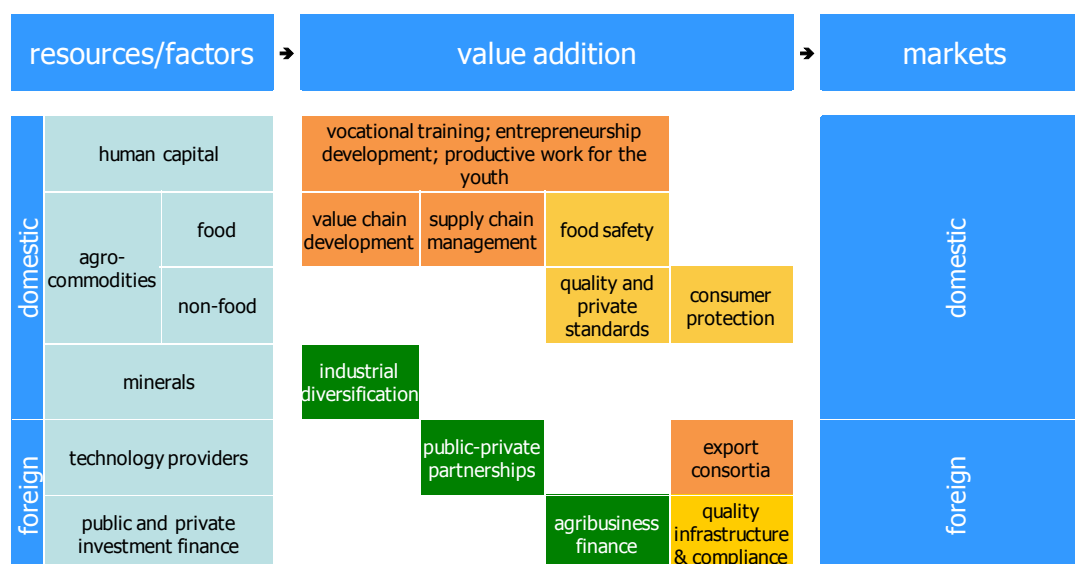 resources/factors
➔
value addition
➔
markets
domestic
human capital
vocational training; entrepreneurship
development; productive work for the
youth
domestic
agro-
commodities
food
value chain
development
supply chain
management
food safety
non-food
quality and
private
standards
consumer
protection
minerals
industrial
diversification
foreign
technology providers
public-private
partnerships
export
consortia
foreign
public and private
investment finance
agribusiness
finance
quality
infrastructure
& compliance